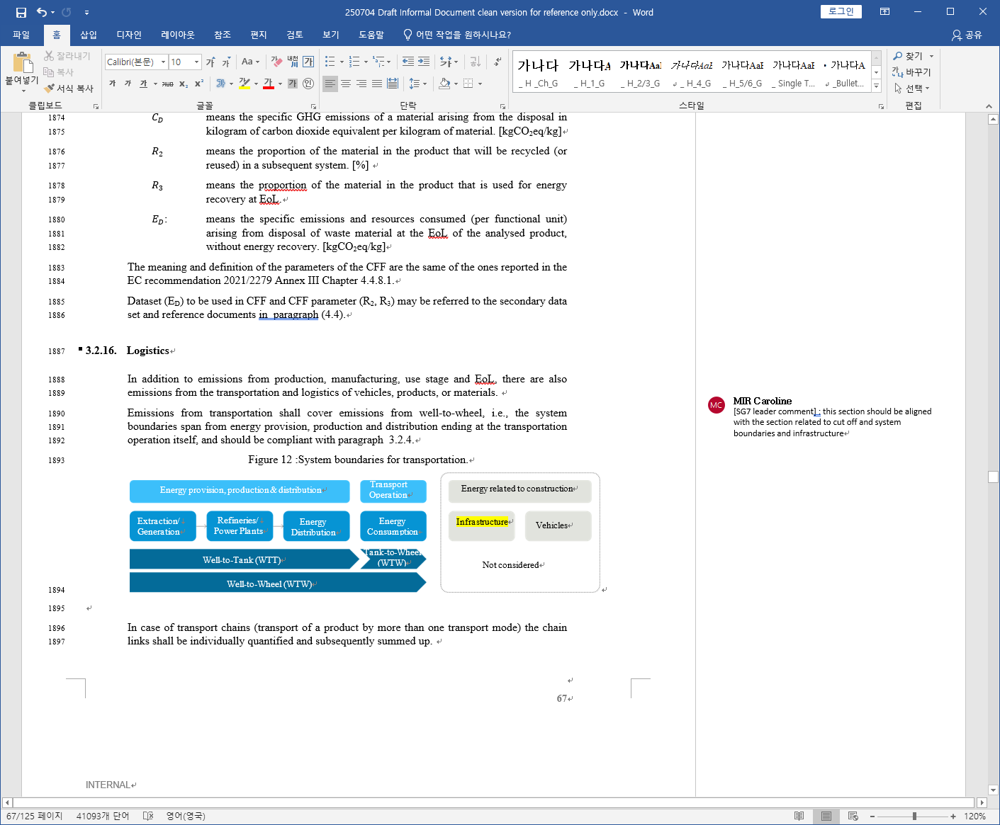 250704 Draft Informal Document clean version for reference only.docx - Word
로그인
파일 홈 삽입 디자인 레이아웃 참조 편지 검토 보기 도움말 어떤 작업을 원하시나요? 공유
붙여넣기
잘라내기
복사
서식 복사
클립보드
Calibri(본문) 10
글꼴
단락
가나다
_ H _Ch_G
가나다A
_ H_1_G
가나다Aal
_ H_2/3_G
가나다AaE
_ H_4_G
가나다AaE
_ H_5/6_G
가나다AaE
_ Single T...
가나다A
_Bullet...
스타일
찾기
바꾸기
선택
편집
1874 CD means the specific GHG emissions of a material arising from the disposal in
1875 kilogram of carbon dioxide equivalent per kilogram of material. [kgCO₂eq/kg]
1876 R₂ means the proportion of the material in the product that will be recycled (or
1877 reused) in a subsequent system. [%]
1878 R₃ means the proportion of the material in the product that is used for energy
1879 recovery at EoL.
1880 ED: means the specific emissions and resources consumed (per functional unit)
1881 arising from disposal of waste material at the EoL of the analysed product,
1882 without energy recovery. [kgCO₂eq/kg]
1883 The meaning and definition of the parameters of the CFF are the same of the ones reported in the
1884 EC recommendation 2021/2279 Annex III Chapter 4.4.8.1.
1885 Dataset (ED) to be used in CFF and CFF parameter (R₂, R₃) may be referred to the secondary data
1886 set and reference documents in paragraph (4.4).
1887 3.2.16. Logistics
1888 In addition to emissions from production, manufacturing, use stage and EoL, there are also
1889 emissions from the transportation and logistics of vehicles, products, or materials.
1890 Emissions from transportation shall cover emissions from well-to-wheel, i.e., the system
1891 boundaries span from energy provision, production and distribution ending at the transportation
1892 operation itself, and should be compliant with paragraph 3.2.4.
1893 Figure 12 :System boundaries for transportation.
Energy provision, production & distribution
Transport
Operation
Energy related to construction
Extraction/
Generation
Refineries/
Power Plants
Energy
Distribution
Energy
Consumption
Infrastructure
Vehicles
Well-to-Tank (WTT)
Tank-to-Wheel
(WTW)
Not considered
Well-to-Wheel (WTW)
1894
1895
1896 In case of transport chains (transport of a product by more than one transport mode) the chain
1897 links shall be individually quantified and subsequently summed up.
67
INTERNAL
MC
MIR Caroline
[SG7 leader comment] : this section should be aligned
with the section related to cut off and system
boundaries and infrastructure
67/125 페이지 41093개 단어 영어(영국) 120%